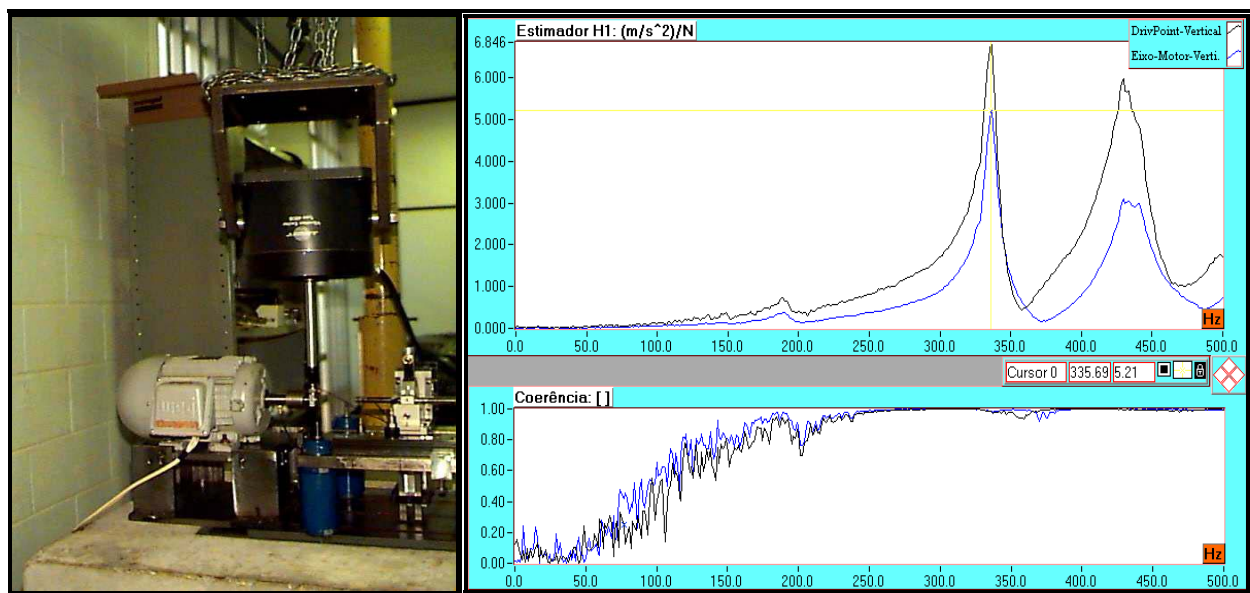 Estimador H1: (m/s^2)/N
DrivPoint-Vertical
Eixo-Motor-Verti.
6.846
6.000
5.000
4.000
3.000
2.000
1.000
0.000
Hz
0.0 50.0 100.0 150.0 200.0 250.0 300.0 350.0 400.0 450.0 500.0
Cursor 0 335.69 5.21
Coerência: [ ]
1.00
0.80
0.60
0.40
0.20
0.00
Hz
0.0 50.0 100.0 150.0 200.0 250.0 300.0 350.0 400.0 450.0 500.0